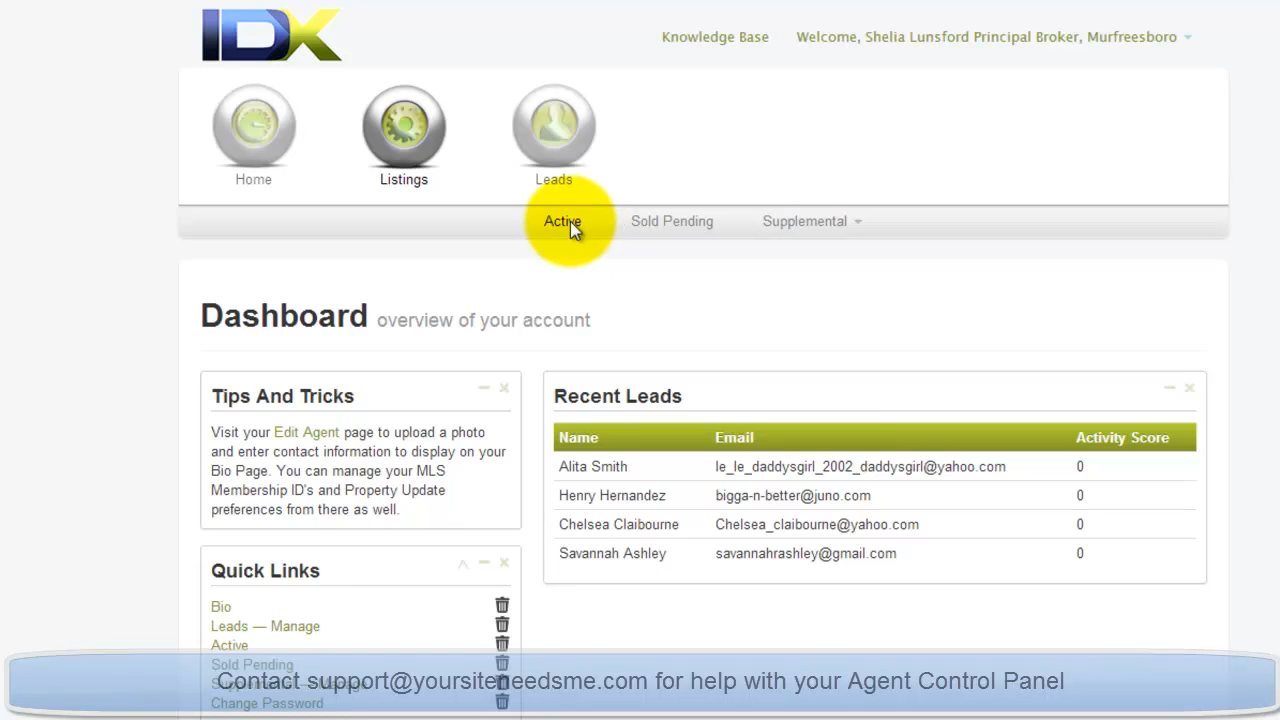 IDX
Knowledge Base Welcome, Shelia Lunsford Principal Broker, Murfreesboro
Home Listings Leads
Active Sold Pending Supplemental
Dashboard overview of your account
Tips And Tricks
Visit your Edit Agent page to upload a photo
and enter contact information to display on your
Bio Page. You can manage your MLS
Membership ID's and Property Update
preferences from there as well.
Recent Leads
Name Email Activity Score
Alita Smith le_le_daddysgirl_2002_daddysgirl@yahoo.com 0
Henry Hernandez bigga-n-better@juno.com 0
Chelsea Claibourne Chelsea_claibourne@yahoo.com 0
Savannah Ashley savannahrashley@gmail.com 0
Quick Links
Bio
Leads — Manage
Active
Sold Pending
Contact support@yoursiteneedsme.com for help with your Agent Control Panel
Change Password